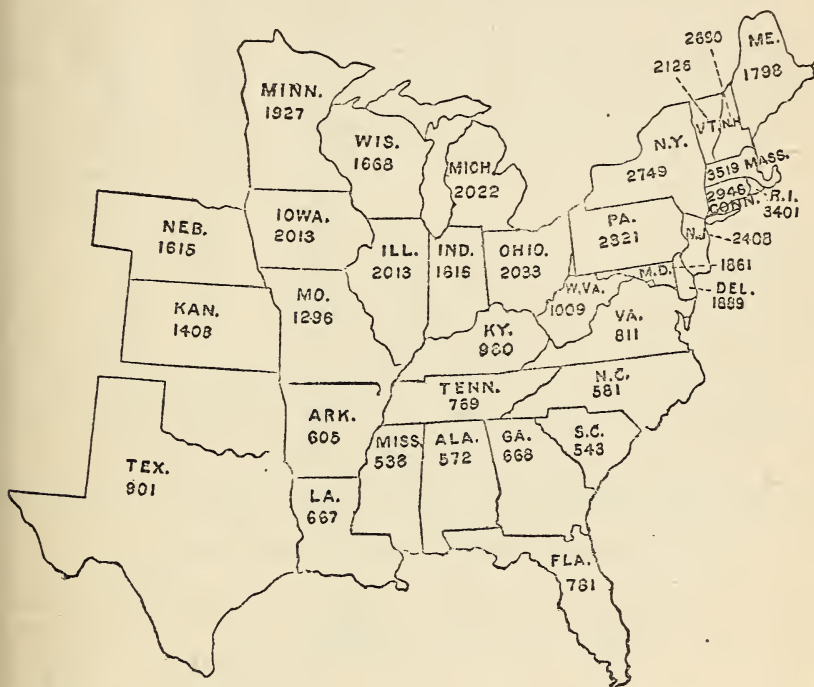 2690
ME.
1798
2126
MINN.
1927
VT.
N.H.
WIS.
1668
N.Y.
2749
MICH.
2022
3519 MASS.
2946
CONN.
R.I.
3401
NEB.
1615
IOWA.
2013
ILL.
2013
IND.
1616
OHIO.
2033
PA.
2321
N.J.
2408
M.D.
1861
DEL.
1889
KAN.
1408
MO.
1296
W.VA.
1009
VA.
811
KY.
980
N.C.
581
TENN.
769
ARK.
605
MISS.
538
ALA.
572
GA.
668
S.C.
543
TEX.
901
LA.
667
FLA.
781